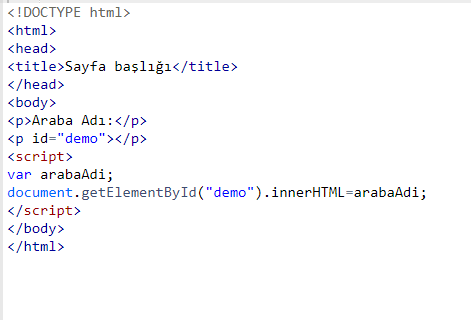 <!DOCTYPE html>
<html>
<head>
<title>Sayfa başlığı</title>
</head>
<body>
<p>Araba Adı:</p>
<p id="demo"></p>
<script>
var arabaAdi;
document.getElementById("demo").innerHTML=arabaAdi;
</script>
</body>
</html>